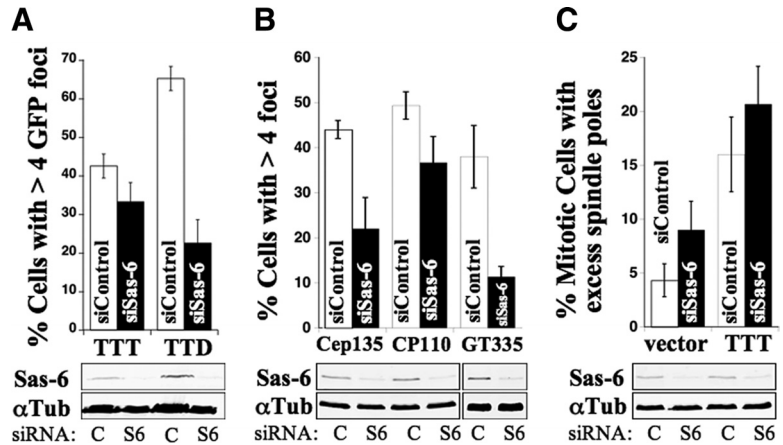 A
% Cells with > 4 GFP foci
70
60
50
40
30
20
10
0
siControl
siSas-6
siControl
siSas-6
TTT TTD
Sas-6
αTub
siRNA: C S6 C S6
B
% Cells with > 4 foci
60
50
40
30
20
10
0
siControl
siSas-6
siControl
siSas-6
siControl
siSas-6
Cep135 CP110 GT335
Sas-6
αTub
siRNA: C S6 C S6 C S6
C
% Mitotic Cells with
excess spindle poles
25
20
15
10
5
0
siControl
siSas-6
siControl
siSas-6
vector TTT
Sas-6
αTub
siRNA: C S6 C S6